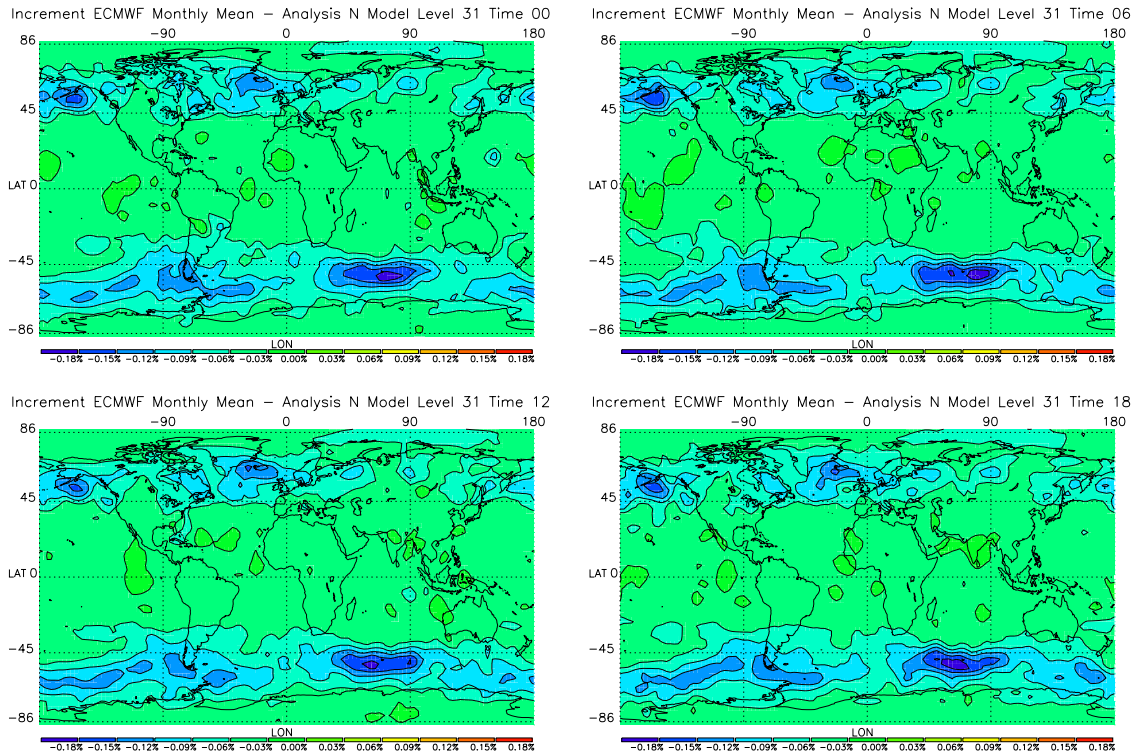 Increment ECMWF Monthly Mean – Analysis N Model Level 31 Time 00
−90 0 90 180
86
45
LAT 0
−45
−86
LON
−0.18% −0.15% −0.12% −0.09% −0.06% −0.03% 0.00% 0.03% 0.06% 0.09% 0.12% 0.15% 0.18%
Increment ECMWF Monthly Mean – Analysis N Model Level 31 Time 06
−90 0 90 180
86
45
LAT 0
−45
−86
LON
−0.18% −0.15% −0.12% −0.09% −0.06% −0.03% 0.00% 0.03% 0.06% 0.09% 0.12% 0.15% 0.18%
Increment ECMWF Monthly Mean – Analysis N Model Level 31 Time 12
−90 0 90 180
86
45
LAT 0
−45
−86
LON
−0.18% −0.15% −0.12% −0.09% −0.06% −0.03% 0.00% 0.03% 0.06% 0.09% 0.12% 0.15% 0.18%
Increment ECMWF Monthly Mean – Analysis N Model Level 31 Time 18
−90 0 90 180
86
45
LAT 0
−45
−86
LON
−0.18% −0.15% −0.12% −0.09% −0.06% −0.03% 0.00% 0.03% 0.06% 0.09% 0.12% 0.15% 0.18%